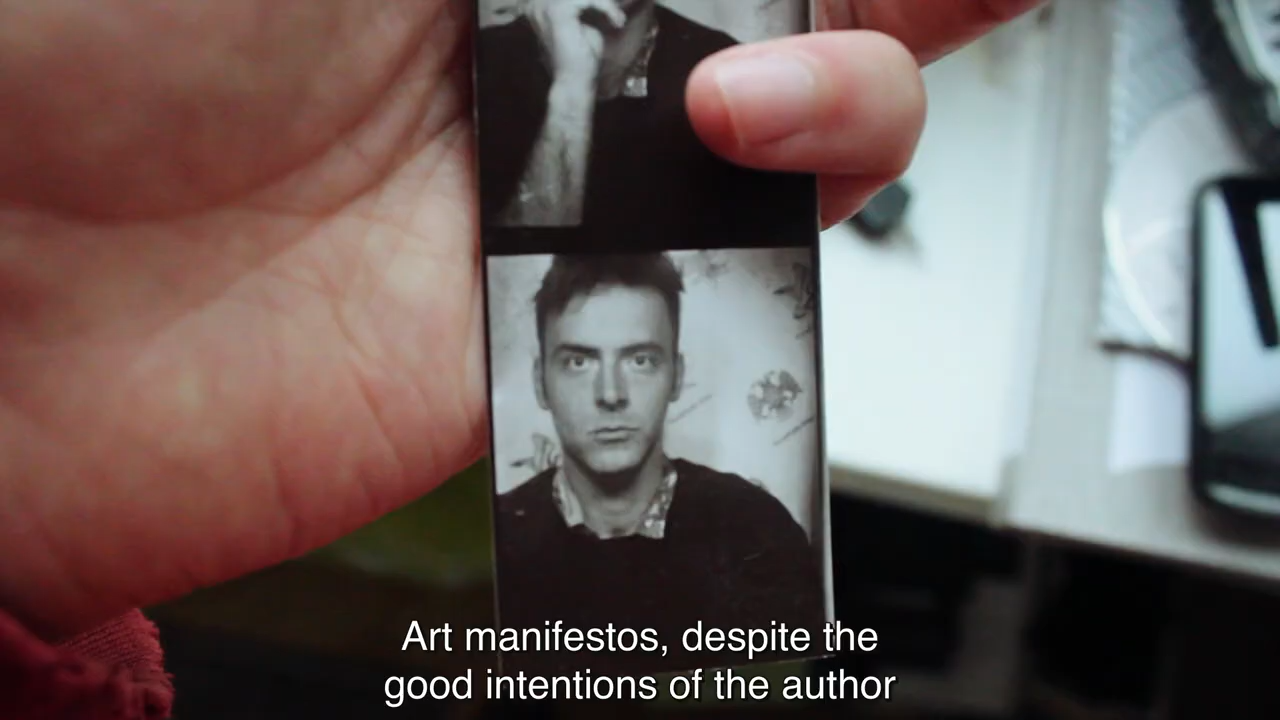 Art manifestos, despite the
good intentions of the author